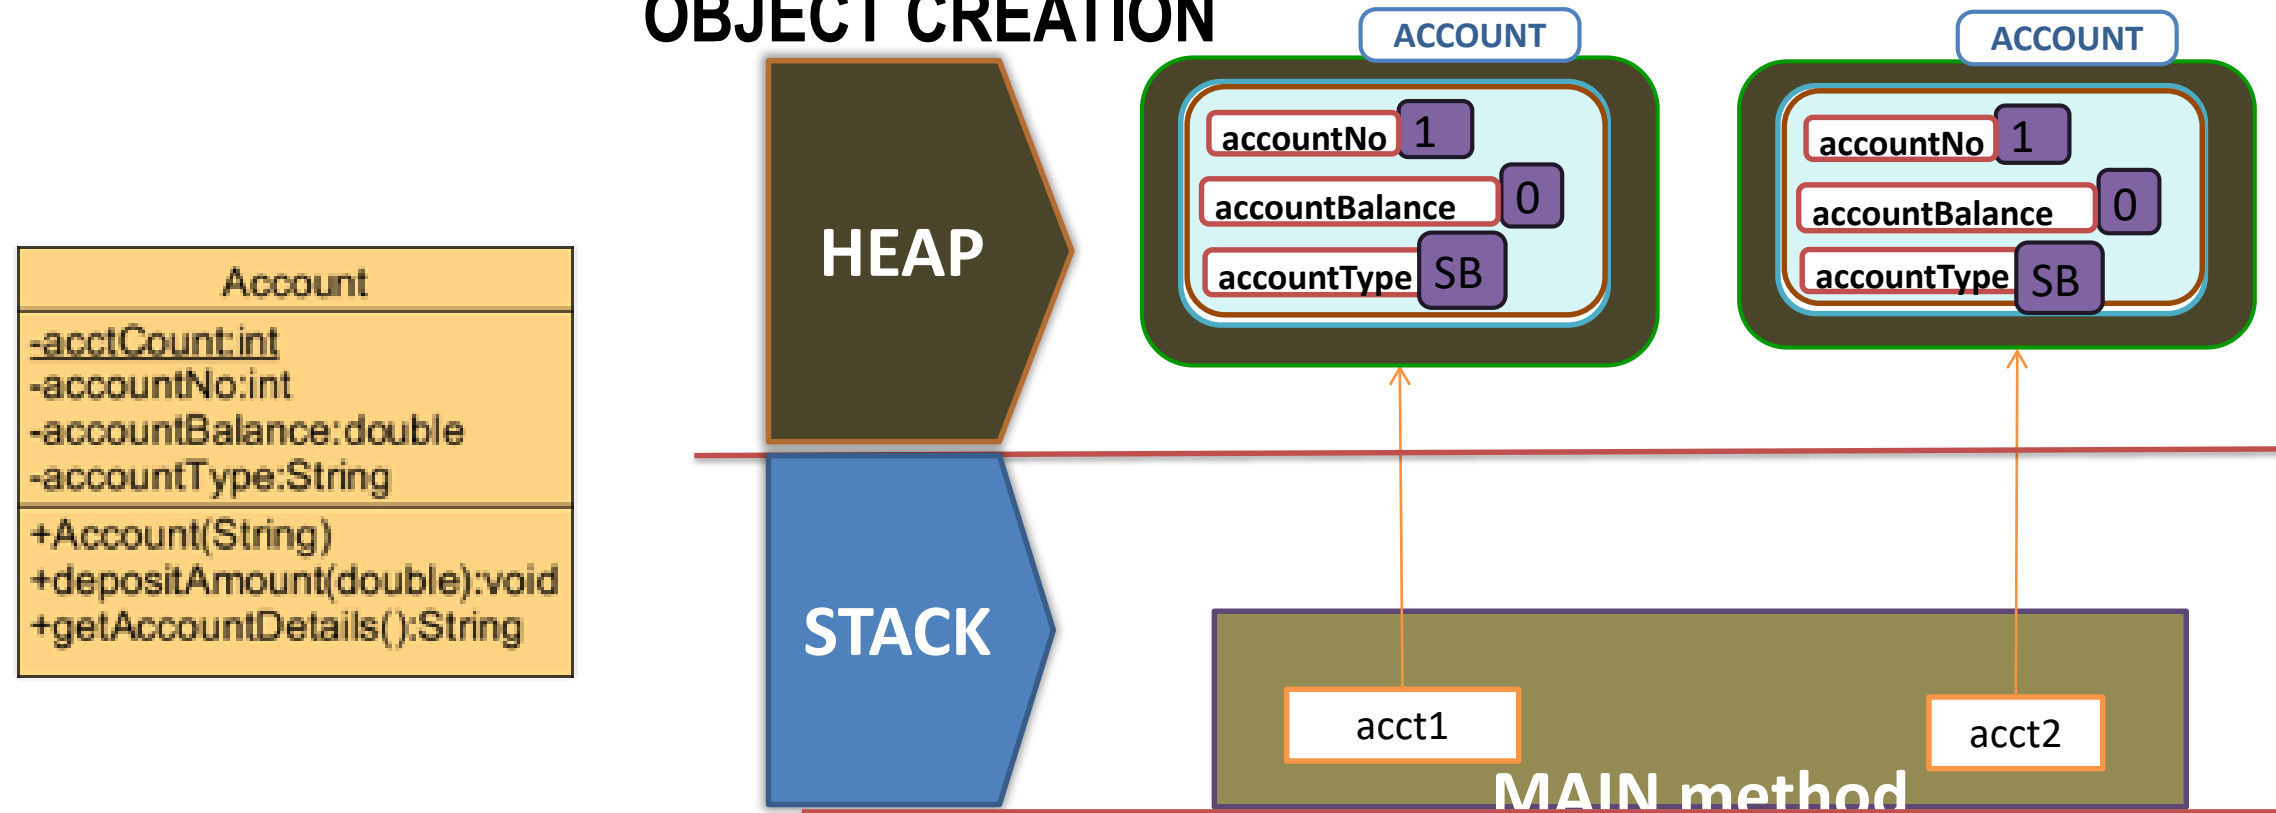 OBJECT CREATION
Account
-acctCount:int
-accountNo:int
-accountBalance:double
-accountType:String
+Account(String)
+depositAmount(double):void
+getAccountDetails():String
HEAP
ACCOUNT
accountNo 1
accountBalance 0
accountType SB
ACCOUNT
accountNo 1
accountBalance 0
accountType SB
STACK
acct1
acct2
MAIN method